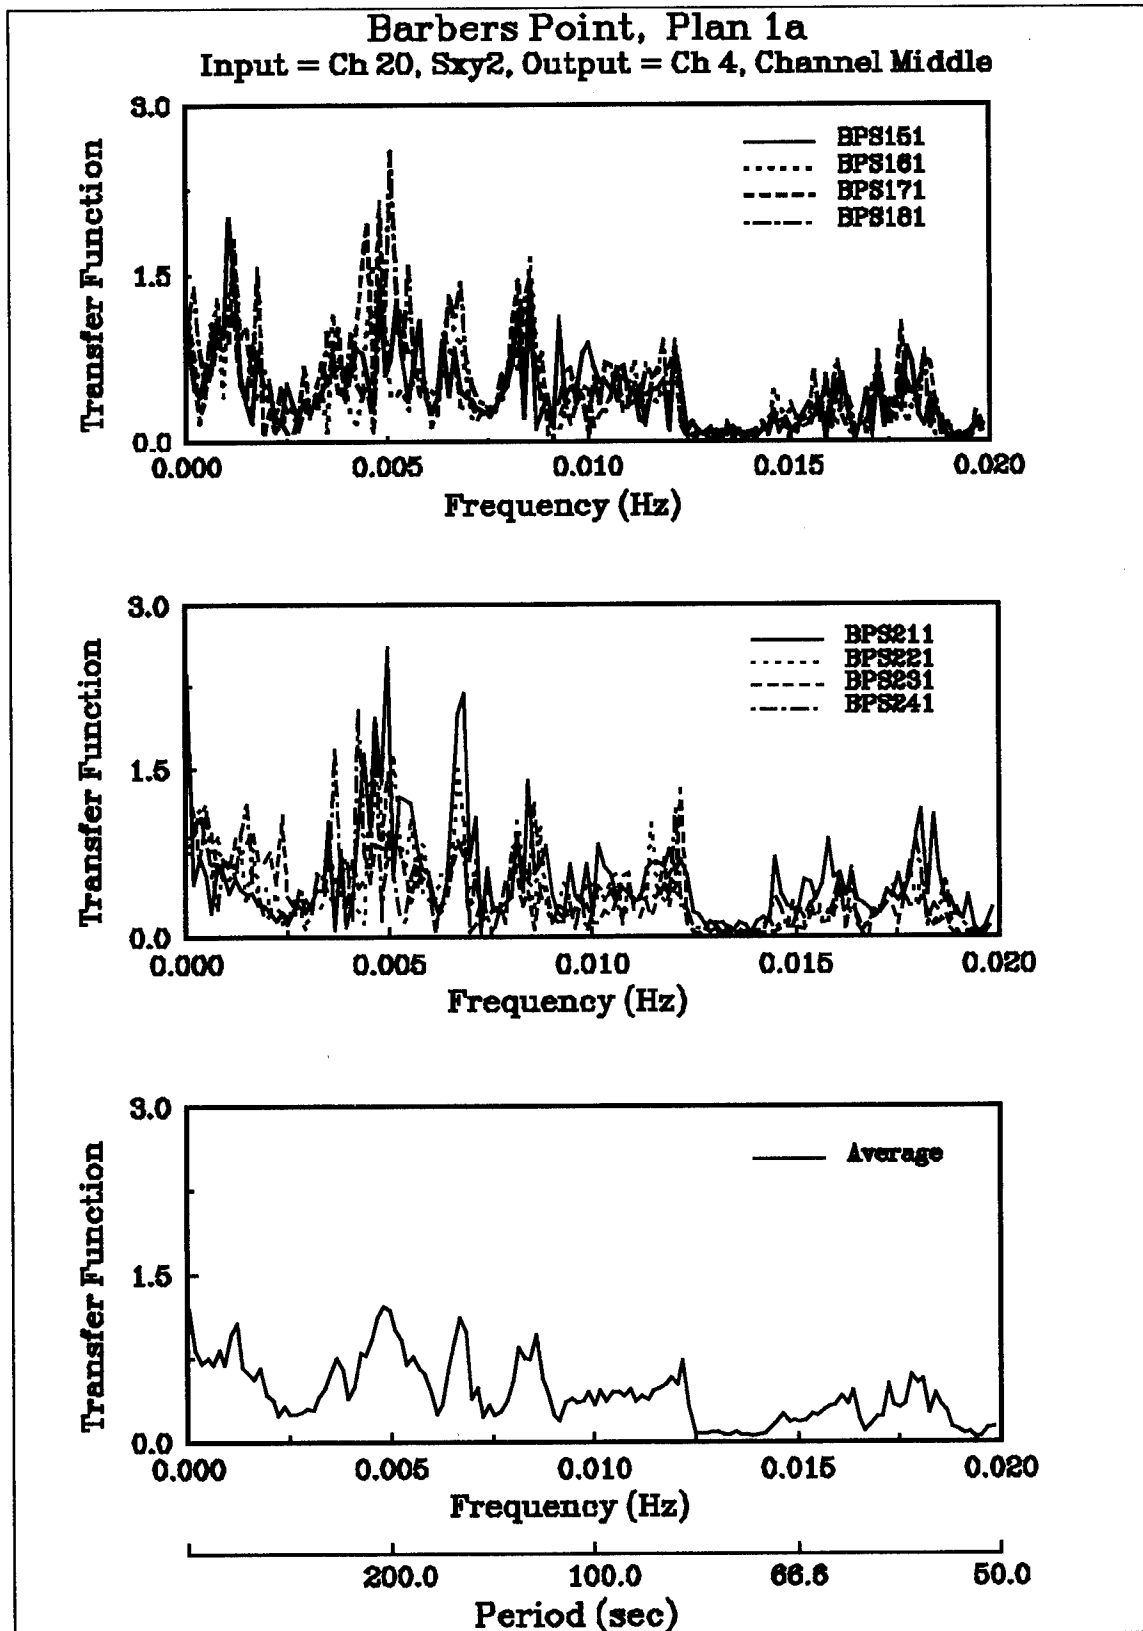 Barbers Point, Plan 1a
Input = Ch 20, Sxy2, Output = Ch 4, Channel Middle
3.0
1.5
0.0
Transfer Function
BPS151
BPS161
BPS171
BPS181
0.000 0.005 0.010 0.015 0.020
Frequency (Hz)
3.0
1.5
0.0
Transfer Function
BPS211
BPS221
BPS231
BPS241
0.000 0.005 0.010 0.015 0.020
Frequency (Hz)
3.0
1.5
0.0
Transfer Function
Average
0.000 0.005 0.010 0.015 0.020
Frequency (Hz)
200.0 100.0 66.6 50.0
Period (sec)